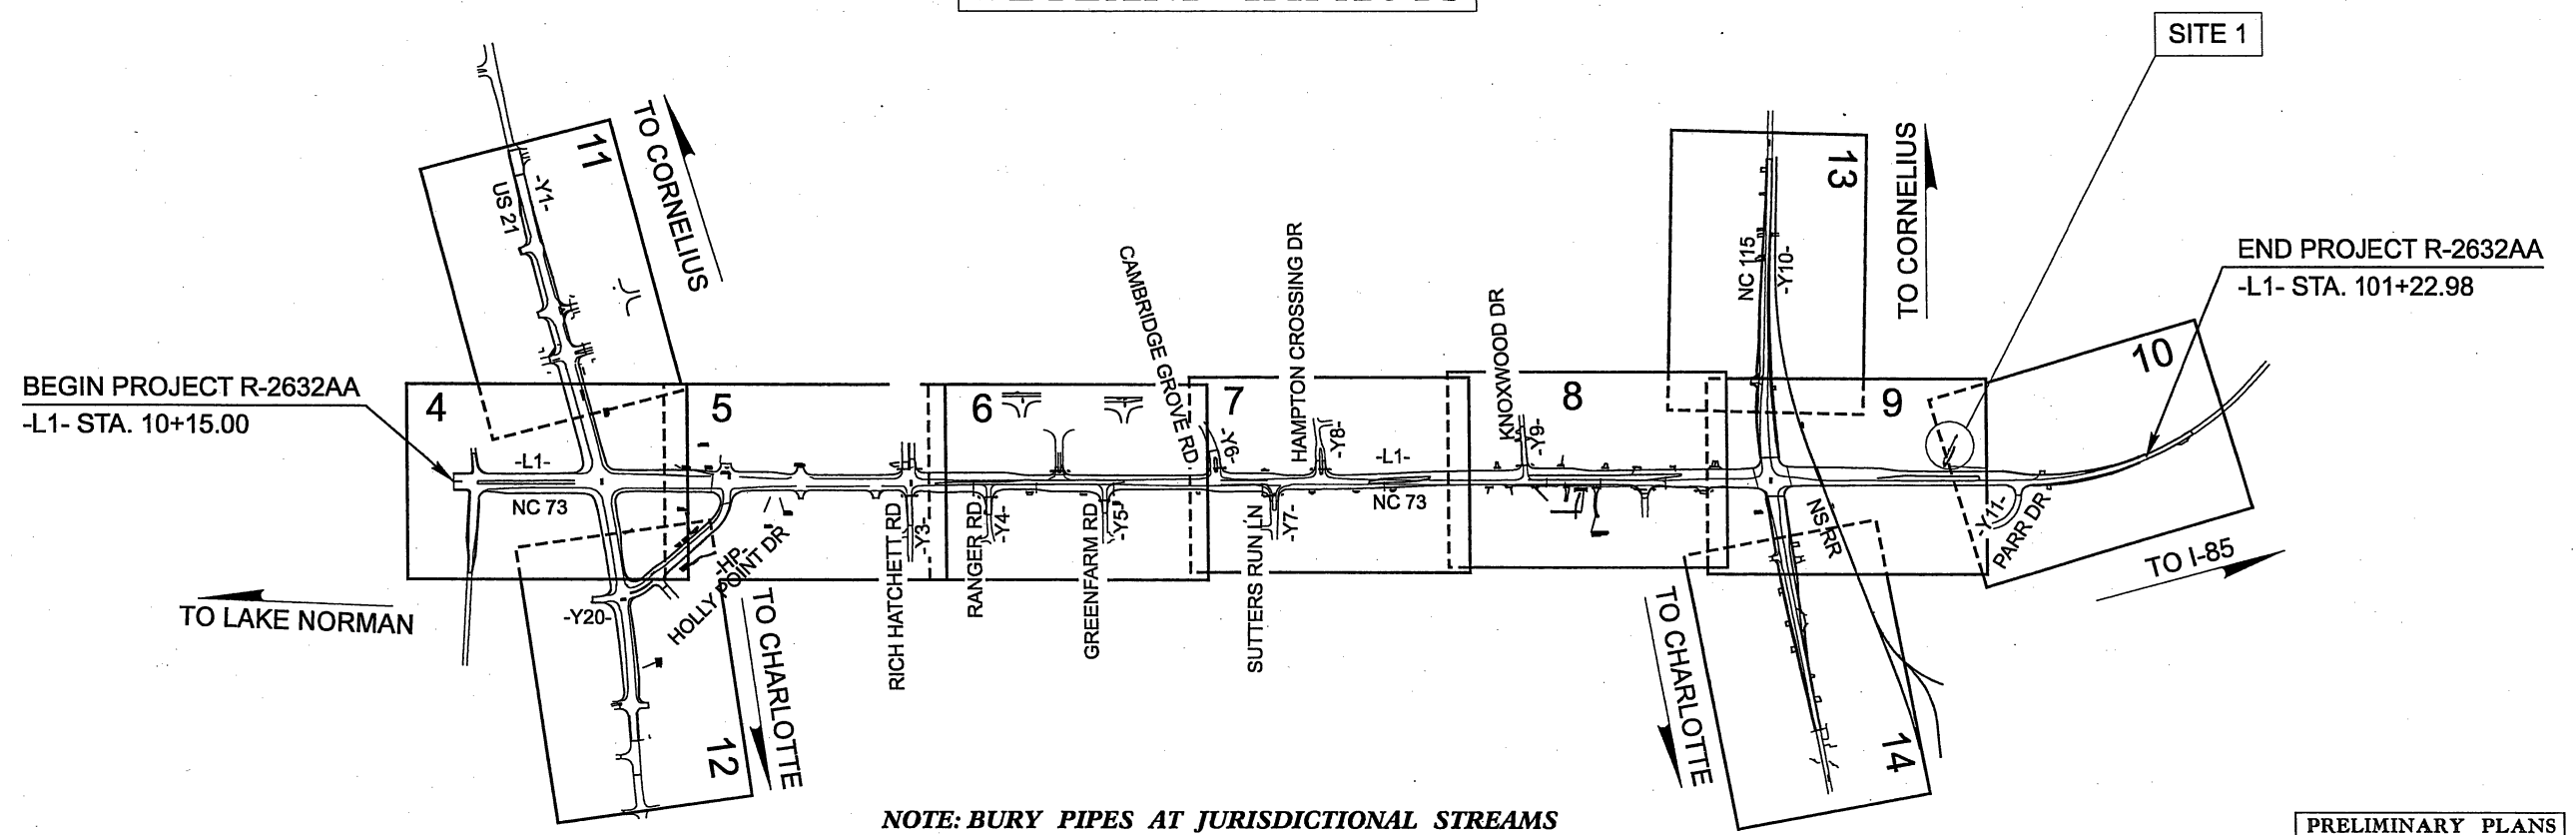 SITE 1
11
TO CORNELIUS
-Y1-
US 21
13
TO CORNELIUS
NC 115
-Y10-
END PROJECT R-2632AA
-L1- STA. 101+22.98
BEGIN PROJECT R-2632AA
-L1- STA. 10+15.00
4
5
6
CAMBRIDGE GROVE RD
-Y6-
7
HAMPTON CROSSING DR
-Y8-
KNOXWOOD DR
-Y9-
8
9
10
-L1-
NC 73
-L1-
NC 73
-HP-
HOLLY POINT DR
RICH HATCHETT RD
-Y3-
RANGER RD
-Y4-
GREENFARM RD
-Y5-
SUTTERS RUN LN
-Y7-
NS RR
-Y11-
PARR DR
TO I-85
TO LAKE NORMAN
-Y20-
TO CHARLOTTE
12
TO CHARLOTTE
14
NOTE: BURY PIPES AT JURISDICTIONAL STREAMS
PRELIMINARY PLANS